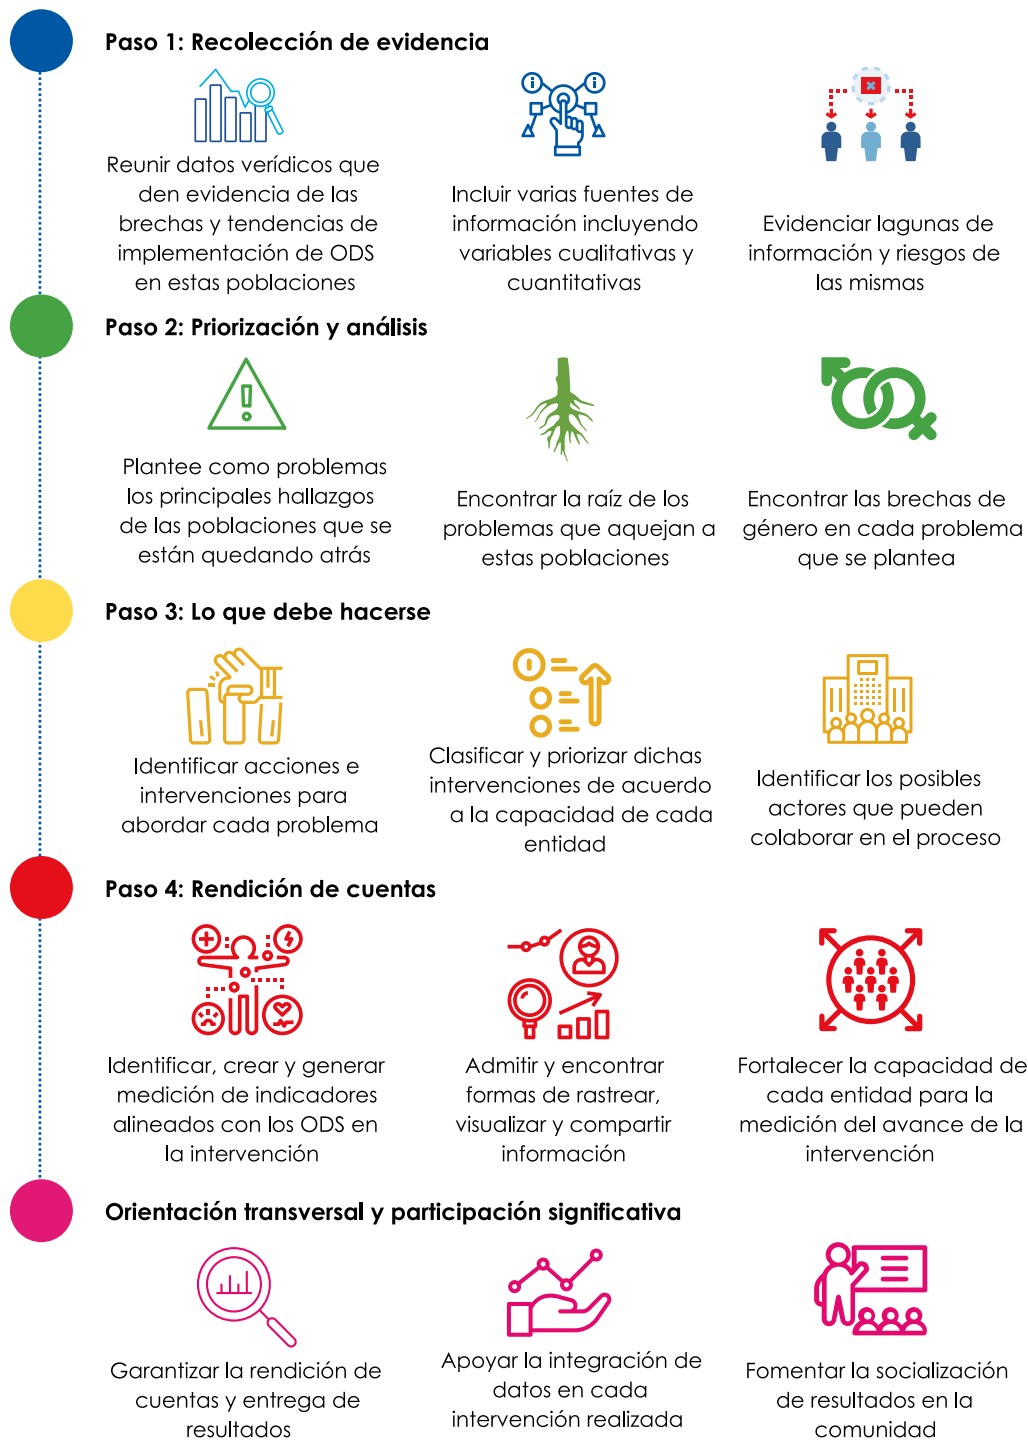 Paso 1: Recolección de evidencia
Reunir datos verídicos que
den evidencia de las
brechas y tendencias de
implementación de ODS
en estas poblaciones
Incluir varias fuentes de
información incluyendo
variables cualitativas y
cuantitativas
Evidenciar lagunas de
información y riesgos de
las mismas
Paso 2: Priorización y análisis
Plantee como problemas
los principales hallazgos
de las poblaciones que se
están quedando atrás
Encontrar la raíz de los
problemas que aquejan a
estas poblaciones
Encontrar las brechas de
género en cada problema
que se plantea
Paso 3: Lo que debe hacerse
Identificar acciones e
intervenciones para
abordar cada problema
Clasificar y priorizar dichas
intervenciones de acuerdo
a la capacidad de cada
entidad
Identificar los posibles
actores que pueden
colaborar en el proceso
Paso 4: Rendición de cuentas
Identificar, crear y generar
medición de indicadores
alineados con los ODS en
la intervención
Admitir y encontrar
formas de rastrear,
visualizar y compartir
información
Fortalecer la capacidad de
cada entidad para la
medición del avance de la
intervención
Orientación transversal y participación significativa
Garantizar la rendición de
cuentas y entrega de
resultados
Apoyar la integración de
datos en cada
intervención realizada
Fomentar la socialización
de resultados en la
comunidad